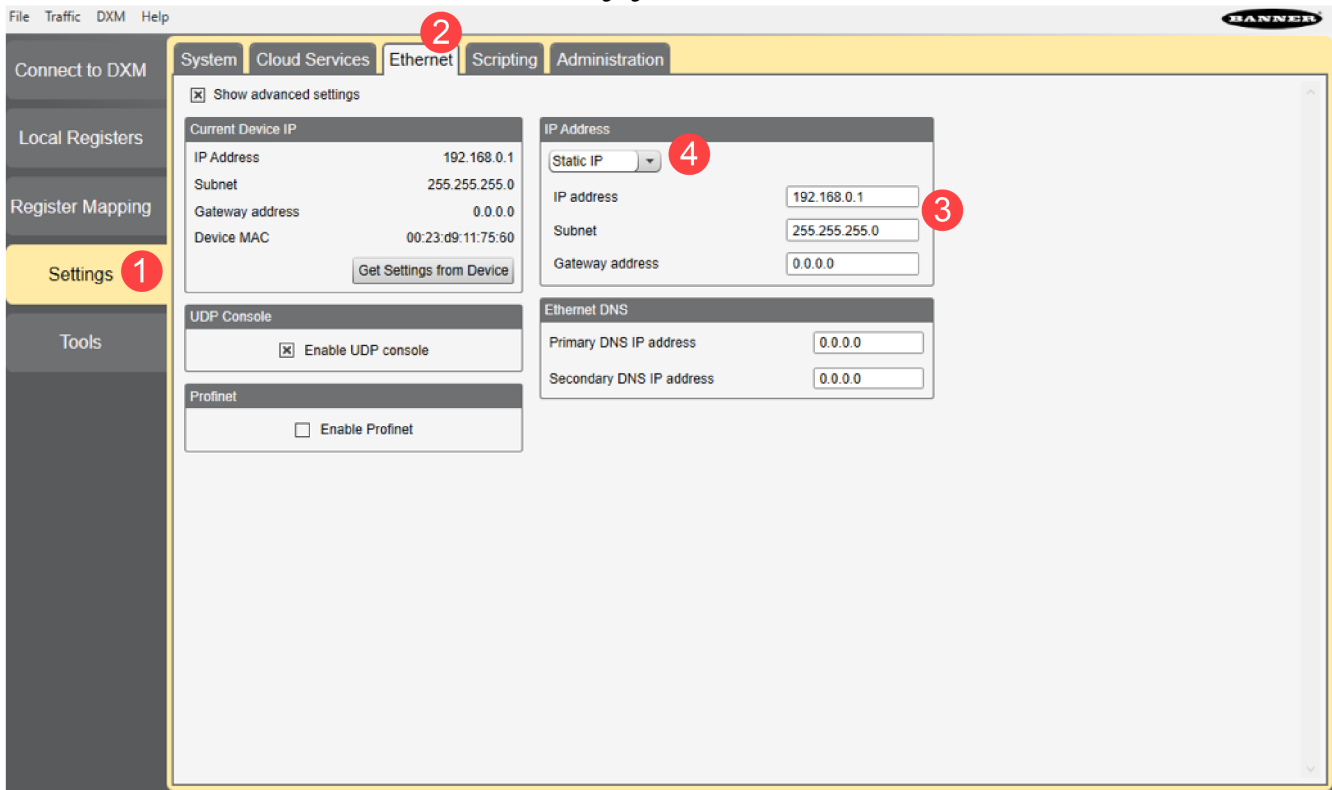 File Traffic DXM Help
BANNER
2
System Cloud Services Ethernet Scripting Administration
Connect to DXM
Local Registers
Register Mapping
Settings 1
Tools
Show advanced settings
Current Device IP
IP Address 192.168.0.1
Subnet 255.255.255.0
Gateway address 0.0.0.0
Device MAC 00:23:d9:11:75:60
Get Settings from Device
UDP Console
Enable UDP console
Profinet
Enable Profinet
IP Address
Static IP 4
IP address 192.168.0.1
3
Subnet 255.255.255.0
Gateway address 0.0.0.0
Ethernet DNS
Primary DNS IP address 0.0.0.0
Secondary DNS IP address 0.0.0.0